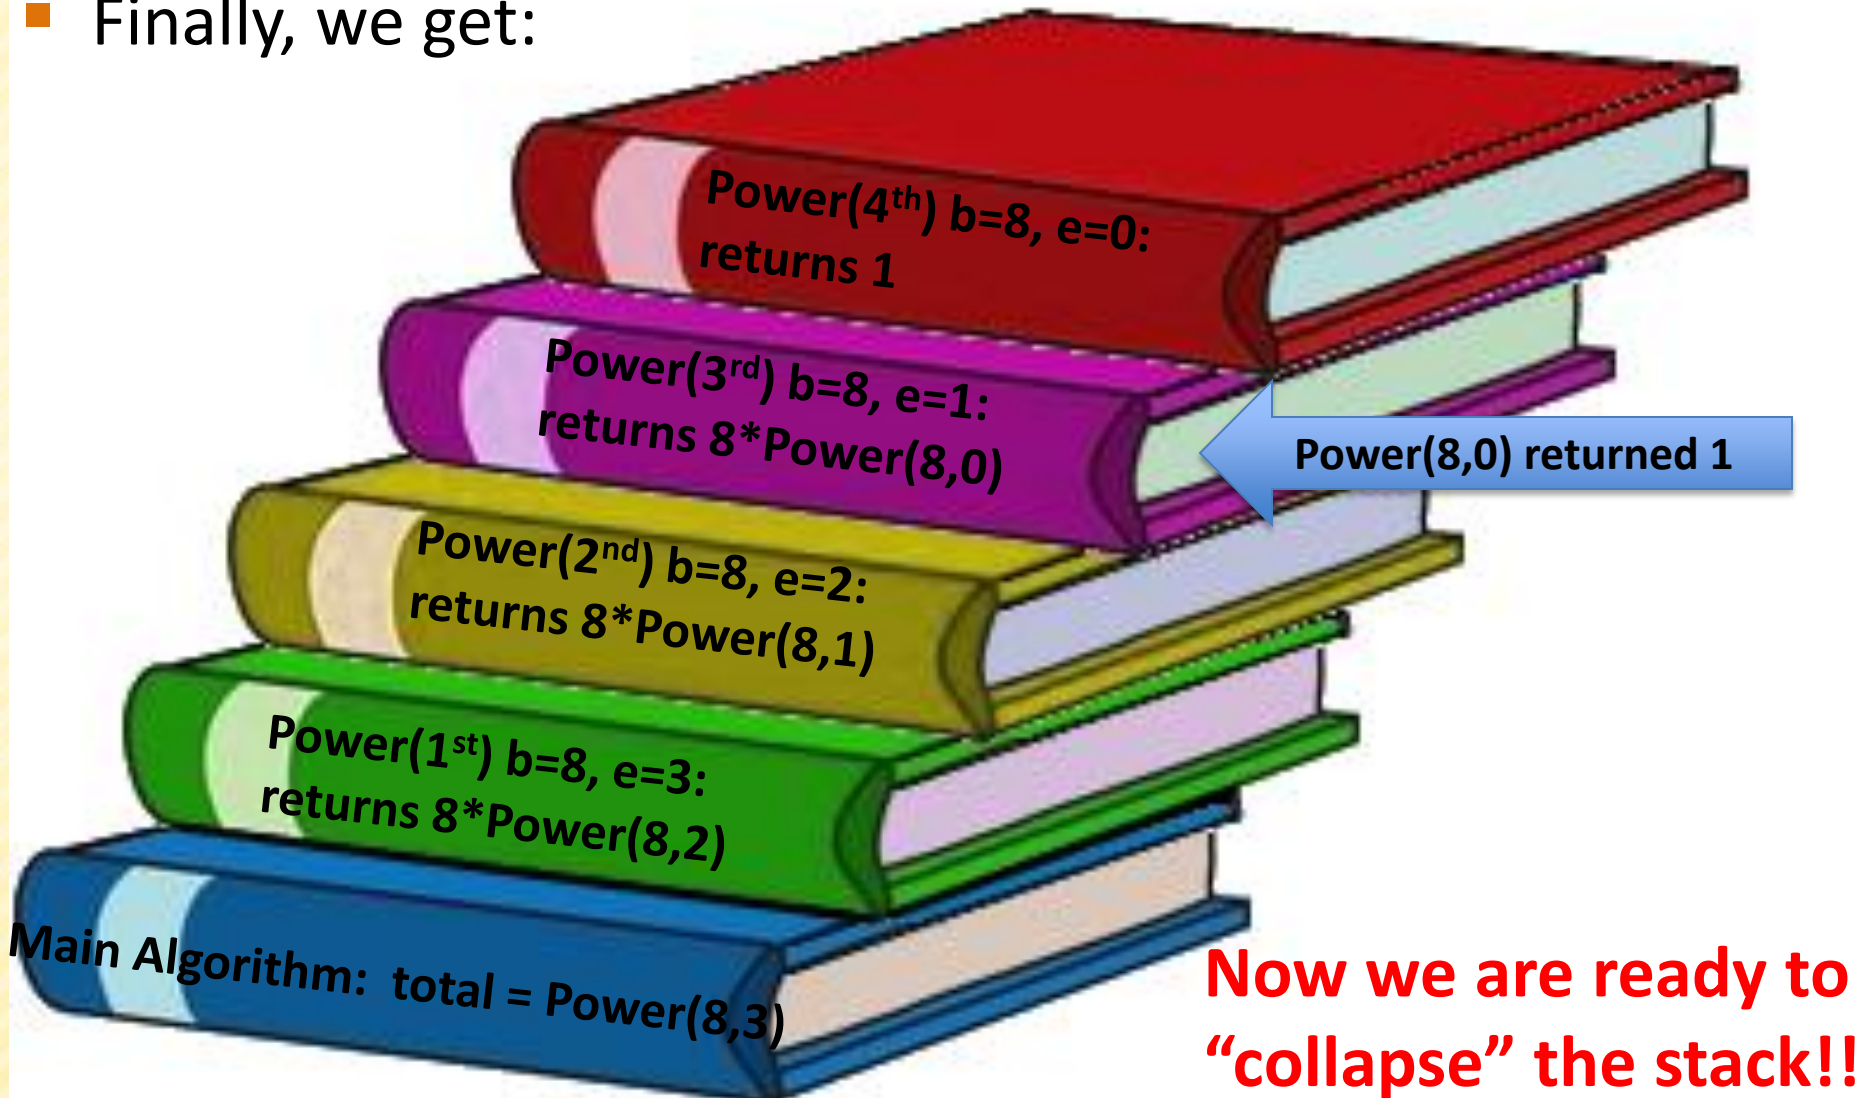 Finally, we get:
Power(4th) b=8, e=0:
returns 1
Power(3rd) b=8, e=1:
returns 8*Power(8,0)
Power(8,0) returned 1
Power(2nd) b=8, e=2:
returns 8*Power(8,1)
Power(1st) b=8, e=3:
returns 8*Power(8,2)
Main Algorithm: total = Power(8,3)
Now we are ready to
“collapse” the stack!!